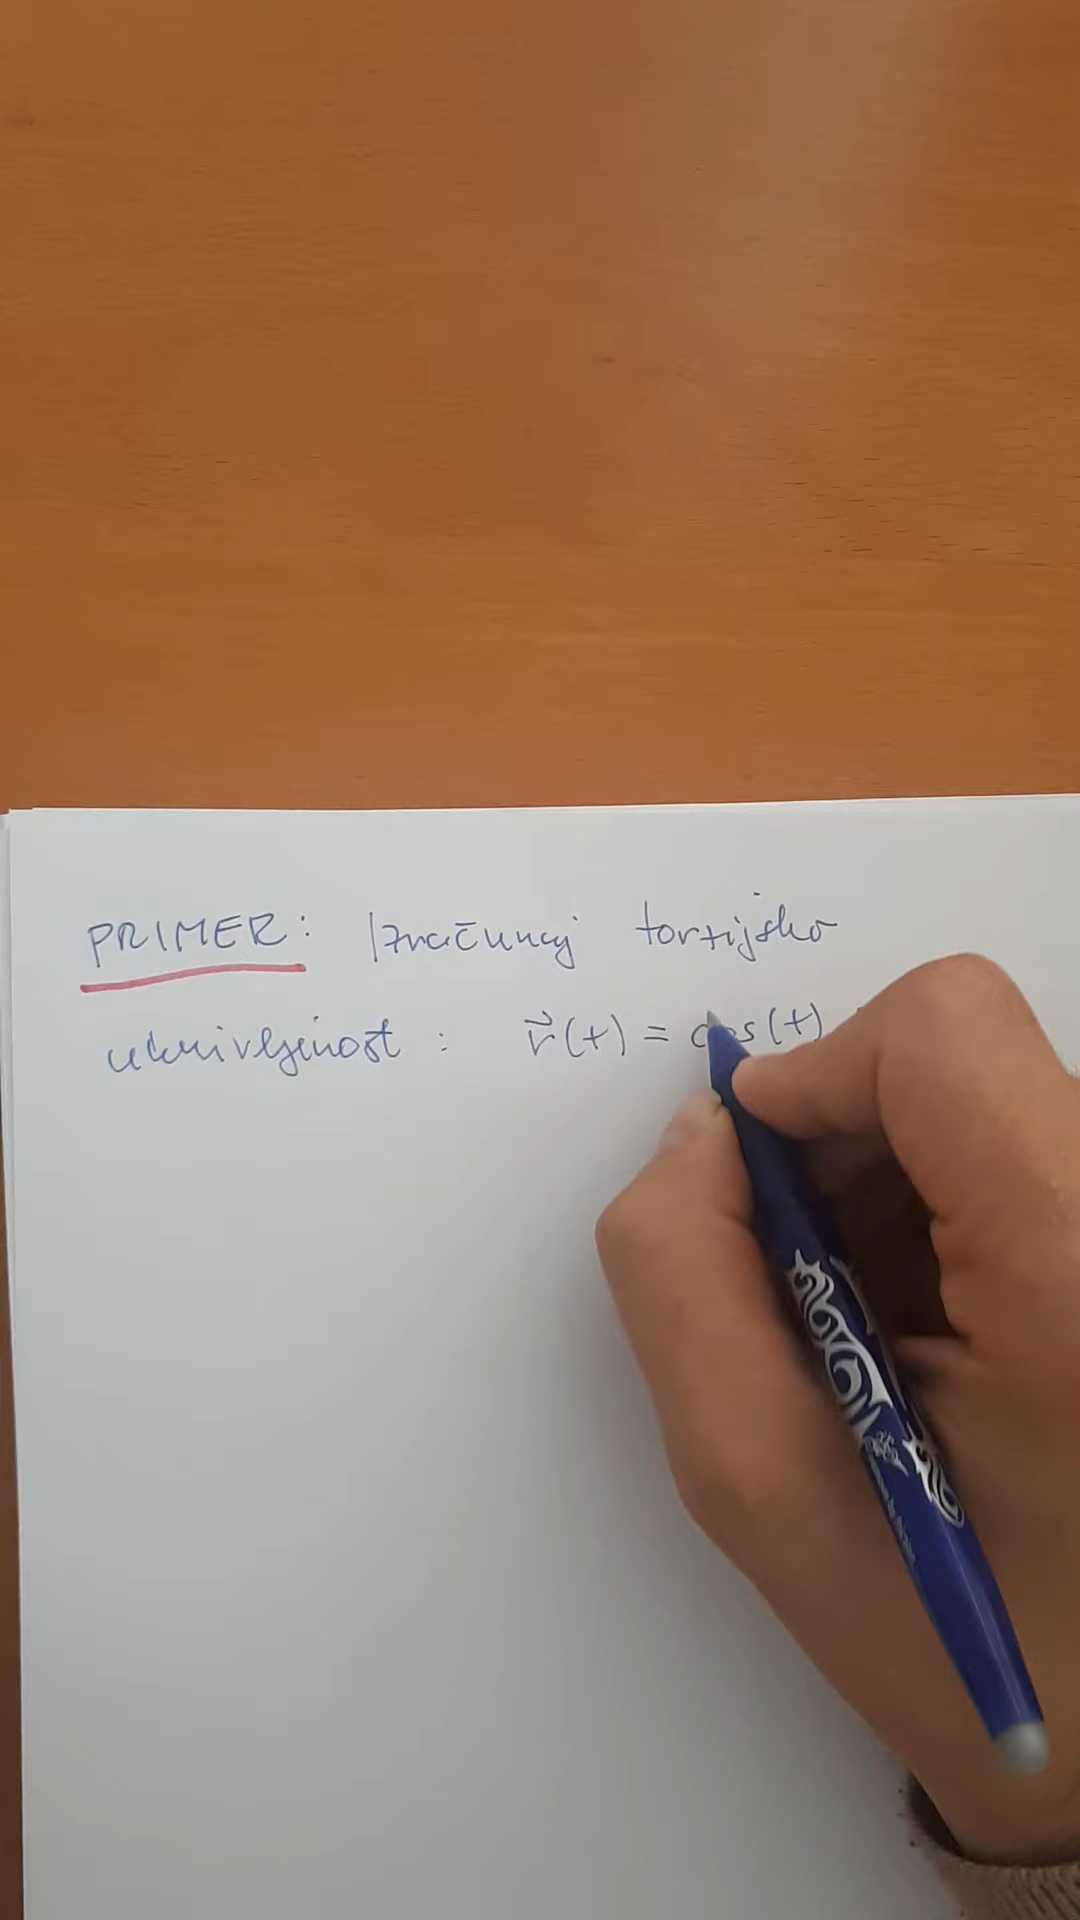 PRIMER: Izračunaj torzijsko
ukrivljenost : r⃗(t) = cos(t)